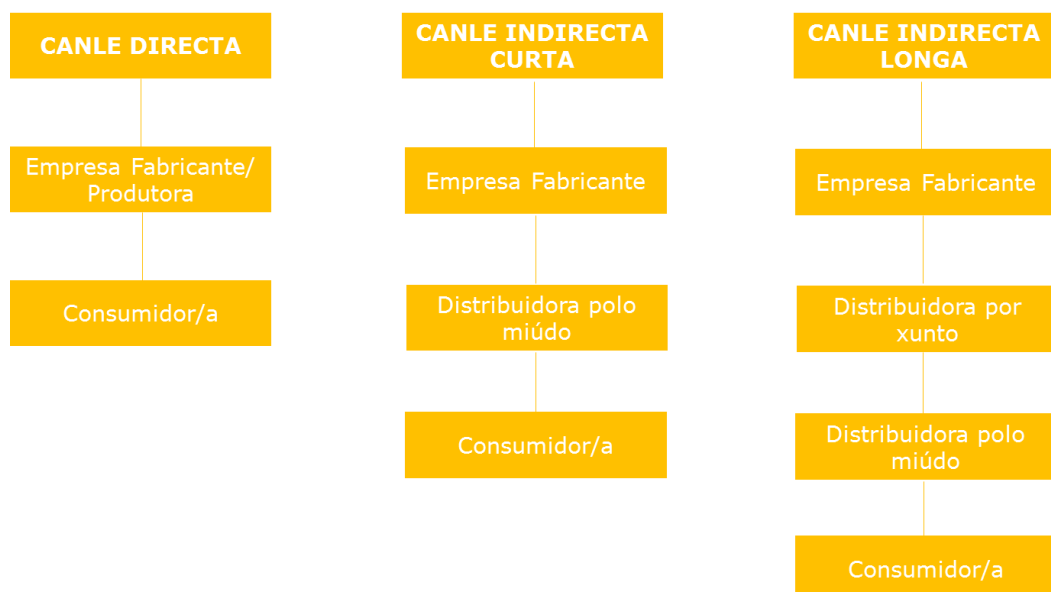 CANLE DIRECTA
Empresa Fabricante/
Produtora
Consumidor/a
CANLE INDIRECTA
CURTA
Empresa Fabricante
Distribuidora polo
miúdo
Consumidor/a
CANLE INDIRECTA
LONGA
Empresa Fabricante
Distribuidora por
xunto
Distribuidora polo
miúdo
Consumidor/a